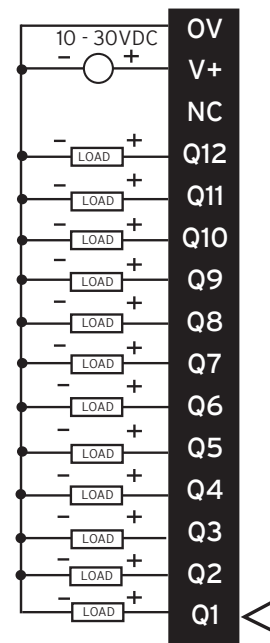 0V
10 - 30VDC
- + V+
NC
- LOAD + Q12
- LOAD + Q11
- LOAD + Q10
- LOAD + Q9
- LOAD + Q8
- LOAD + Q7
- LOAD + Q6
- LOAD + Q5
- LOAD + Q4
- LOAD + Q3
- LOAD + Q2
- LOAD + Q1